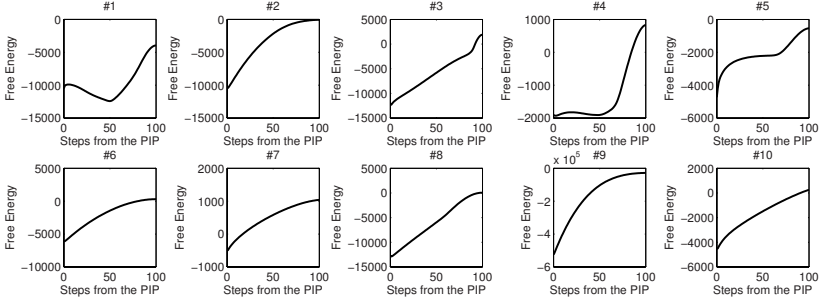 #1 #2 #3 #4 #5
Free Energy 0 −5000 −10000 −15000 0 50 100 Steps from the PIP
Free Energy 0 −5000 −10000 −15000 0 50 100 Steps from the PIP
Free Energy 5000 0 −5000 −10000 −15000 0 50 100 Steps from the PIP
Free Energy 1000 0 −1000 −2000 0 50 100 Steps from the PIP
Free Energy 0 −2000 −4000 −6000 0 50 100 Steps from the PIP
#6 #7 #8 #9 #10
Free Energy 5000 0 −5000 −10000 0 50 100 Steps from the PIP
Free Energy 2000 1000 0 −1000 0 50 100 Steps from the PIP
Free Energy 5000 0 −5000 −10000 −15000 0 50 100 Steps from the PIP
Free Energy x 10⁵ 0 −2 −4 −6 0 50 100 Steps from the PIP
Free Energy 2000 0 −2000 −4000 −6000 0 50 100 Steps from the PIP